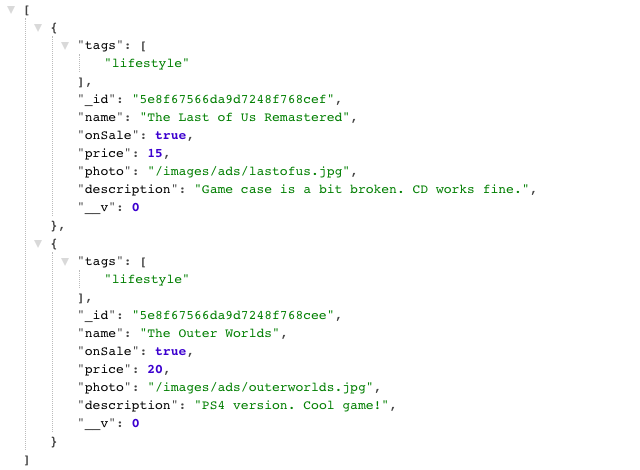 [
{
"tags": [
"lifestyle"
],
"_id": "5e8f67566da9d7248f768cef",
"name": "The Last of Us Remastered",
"onSale": true,
"price": 15,
"photo": "/images/ads/lastofus.jpg",
"description": "Game case is a bit broken. CD works fine.",
"__v": 0
},
{
"tags": [
"lifestyle"
],
"_id": "5e8f67566da9d7248f768cee",
"name": "The Outer Worlds",
"onSale": true,
"price": 20,
"photo": "/images/ads/outerworlds.jpg",
"description": "PS4 version. Cool game!",
"__v": 0
}
]